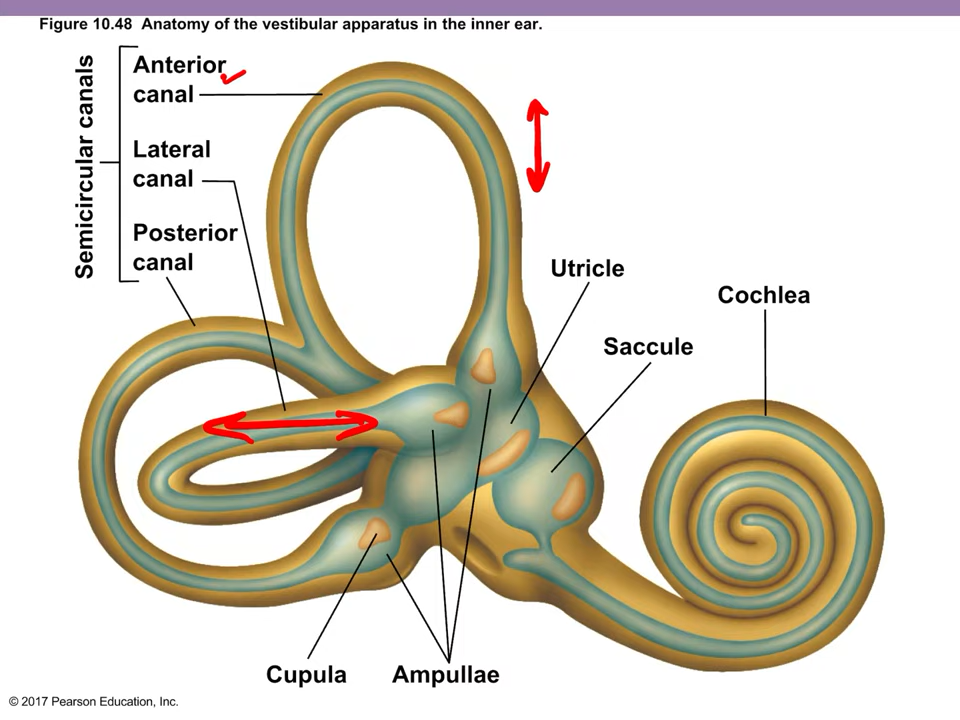 Figure 10.48 Anatomy of the vestibular apparatus in the inner ear.
Semicircular canals
Anterior
canal
Lateral
canal
Posterior
canal
Utricle
Cochlea
Saccule
Cupula
Ampullae
© 2017 Pearson Education, Inc.